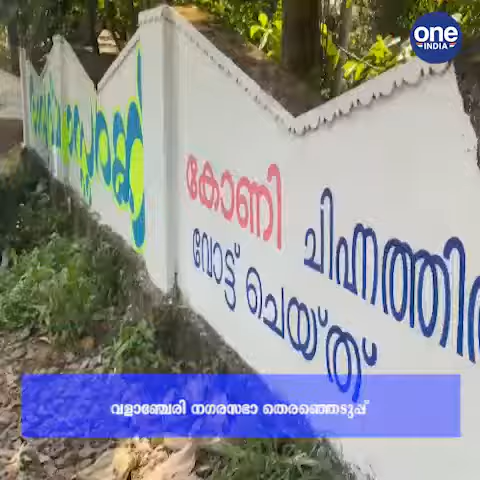 one
INDIA
കോണി ചിഹ്നത്തിൽ
വോട്ട് ചെയ്ത്
വളാഞ്ചേരി നഗരസഭാ തെരഞ്ഞെടുപ്പ്